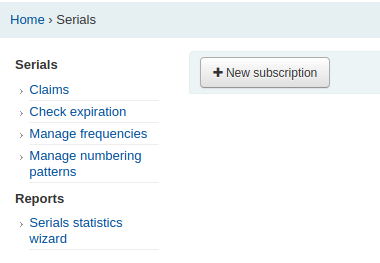 Home › Serials
Serials
Claims
Check expiration
Manage frequencies
Manage numbering
patterns
Reports
Serials statistics
wizard
New subscription